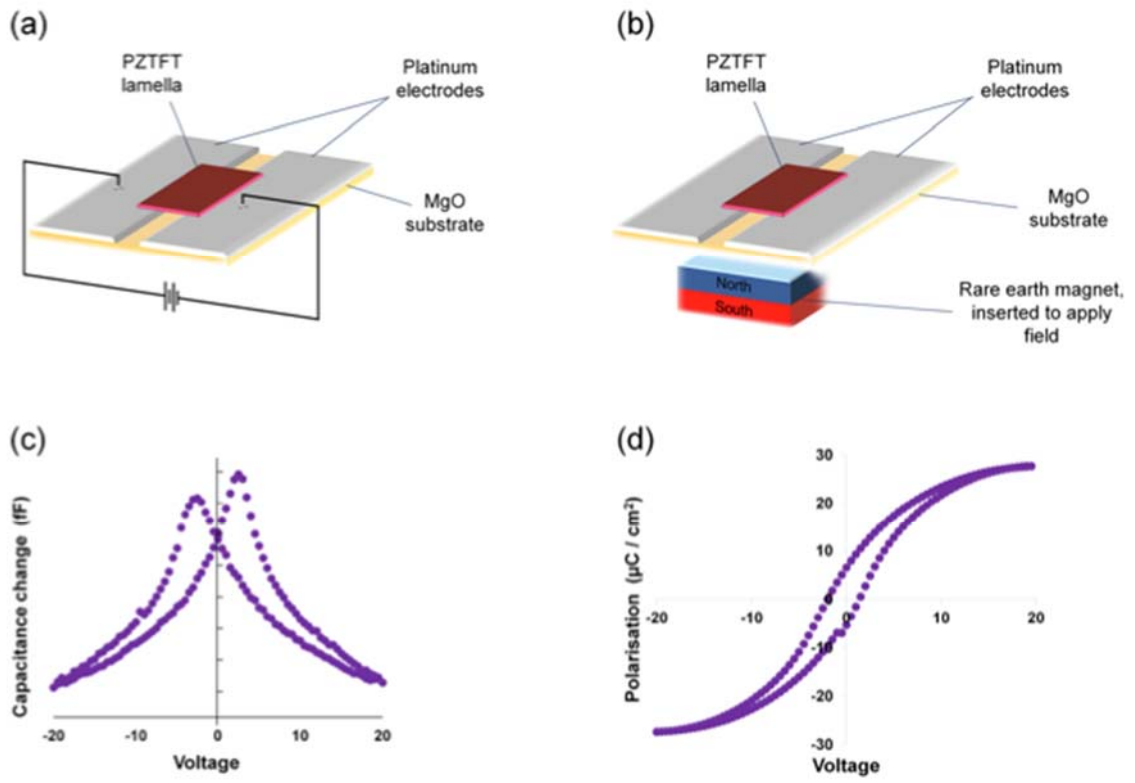 (a)
PZTFT
lamella
Platinum
electrodes
MgO
substrate
(b)
PZTFT
lamella
Platinum
electrodes
MgO
substrate
North
South
Rare earth magnet,
inserted to apply
field
(c)
Capacitance change (fF)
-20 -10 0 10 20
Voltage
(d)
Polarisation (µC / cm²)
30
20
10
0
-20 -10 0 10 20
-10
-20
-30
Voltage